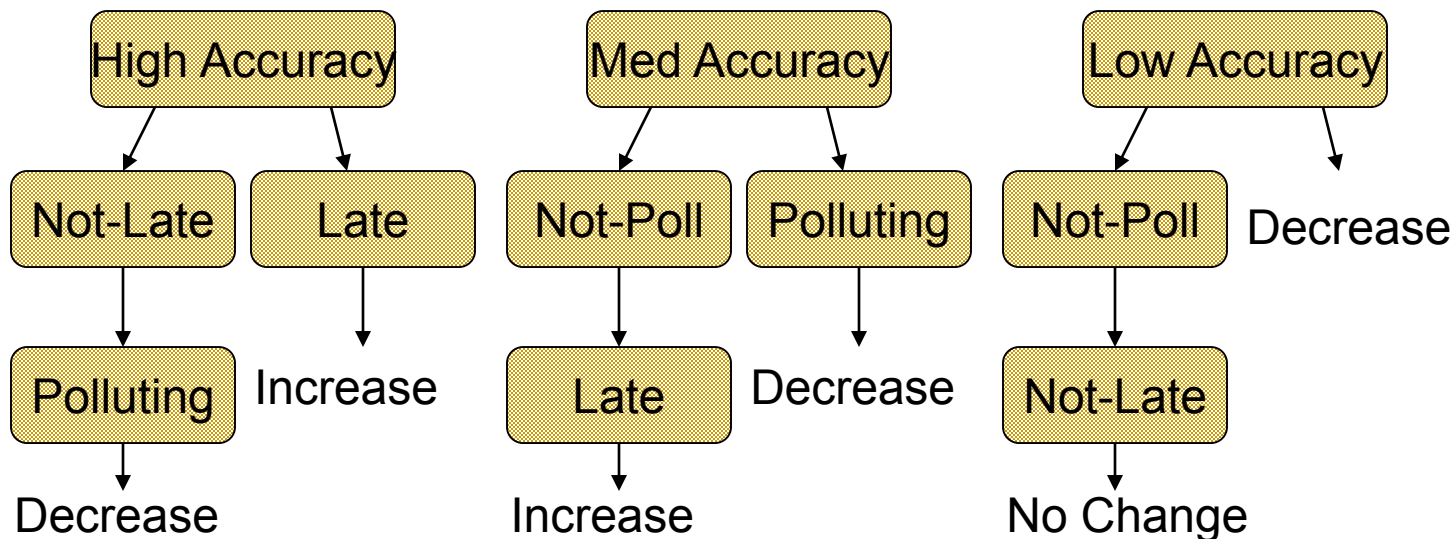 High Accuracy
Med Accuracy
Low Accuracy
Not-Late
Late
Not-Poll
Polluting
Not-Poll
Decrease
Polluting
Increase
Late
Decrease
Not-Late
Decrease
Increase
No Change